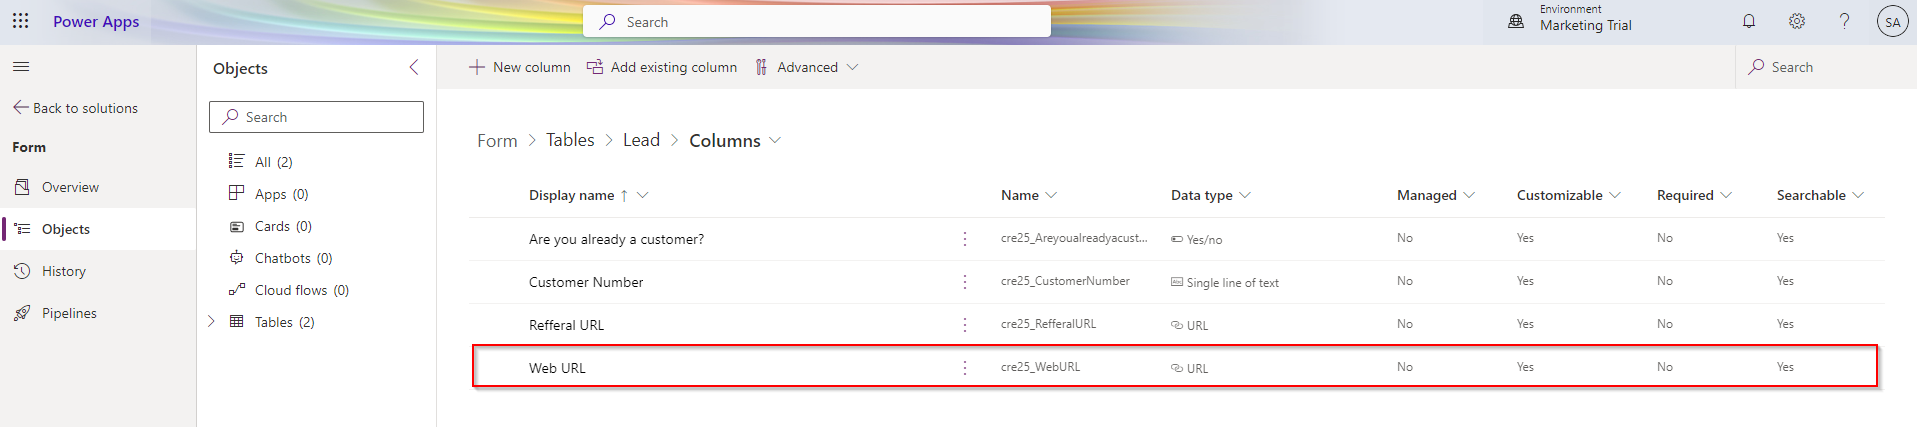 Power Apps
Search
Environment
Marketing Trial
SA
Back to solutions
Form
Overview
Objects
History
Pipelines
Objects
Search
All (2)
Apps (0)
Cards (0)
Chatbots (0)
Cloud flows (0)
Tables (2)
New column Add existing column Advanced Search
Form > Tables > Lead > Columns
Display name ↑ Name Data type Managed Customizable Required Searchable
Are you already a customer? cre25_Areyoualreadyacust... Yes/no No Yes No Yes
Customer Number cre25_CustomerNumber Abc Single line of text No Yes No Yes
Refferal URL cre25_RefferalURL URL No Yes No Yes
Web URL cre25_WebURL URL No Yes No Yes